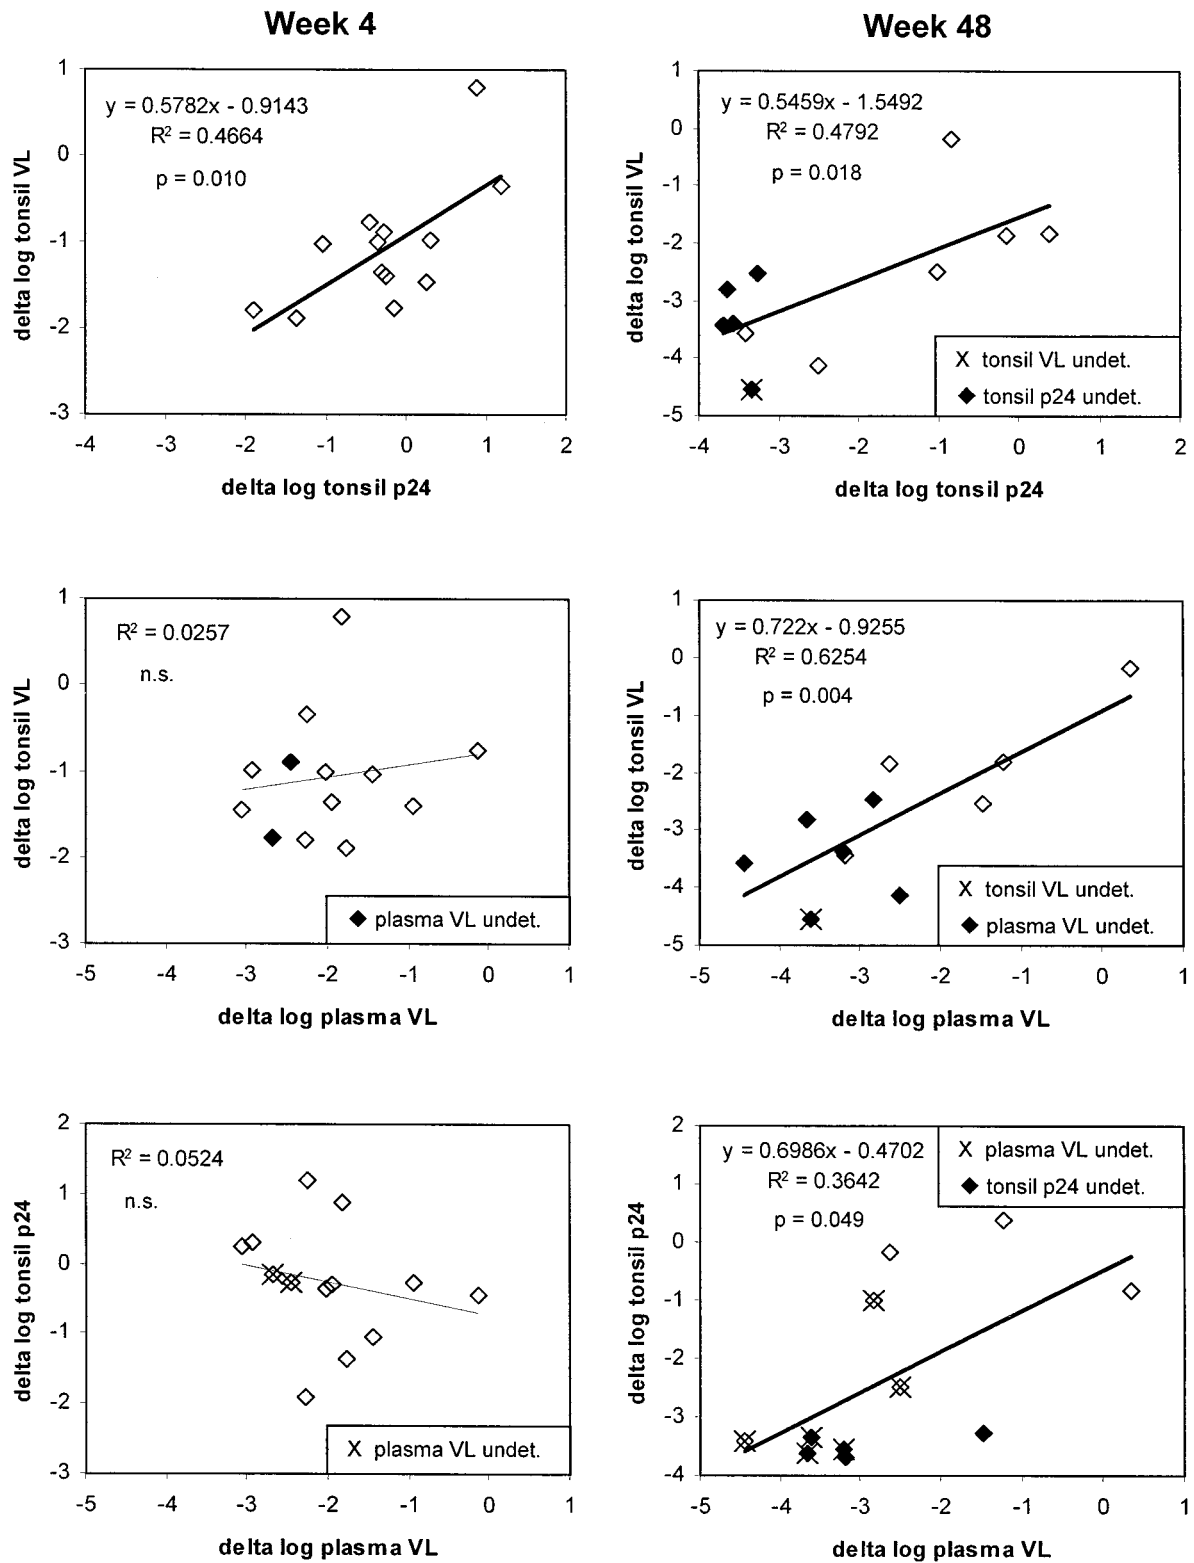 Week 4
Week 48
1
0
-1
-2
-3
delta log tonsil VL
y = 0.5782x - 0.9143
R² = 0.4664
p = 0.010
-4 -3 -2 -1 0 1 2
delta log tonsil p24
1
0
-1
-2
-3
-4
-5
delta log tonsil VL
y = 0.5459x - 1.5492
R² = 0.4792
p = 0.018
X tonsil VL undet.
◆ tonsil p24 undet.
-4 -3 -2 -1 0 1 2
delta log tonsil p24
1
0
-1
-2
-3
delta log tonsil VL
R² = 0.0257
n.s.
◆ plasma VL undet.
-5 -4 -3 -2 -1 0 1
delta log plasma VL
1
0
-1
-2
-3
-4
-5
delta log tonsil VL
y = 0.722x - 0.9255
R² = 0.6254
p = 0.004
X tonsil VL undet.
◆ plasma VL undet.
-5 -4 -3 -2 -1 0 1
delta log plasma VL
2
1
0
-1
-2
-3
delta log tonsil p24
R² = 0.0524
n.s.
X plasma VL undet.
-5 -4 -3 -2 -1 0 1
delta log plasma VL
2
1
0
-1
-2
-3
-4
delta log tonsil p24
y = 0.6986x - 0.4702
R² = 0.3642
p = 0.049
X plasma VL undet.
◆ tonsil p24 undet.
-5 -4 -3 -2 -1 0 1
delta log plasma VL